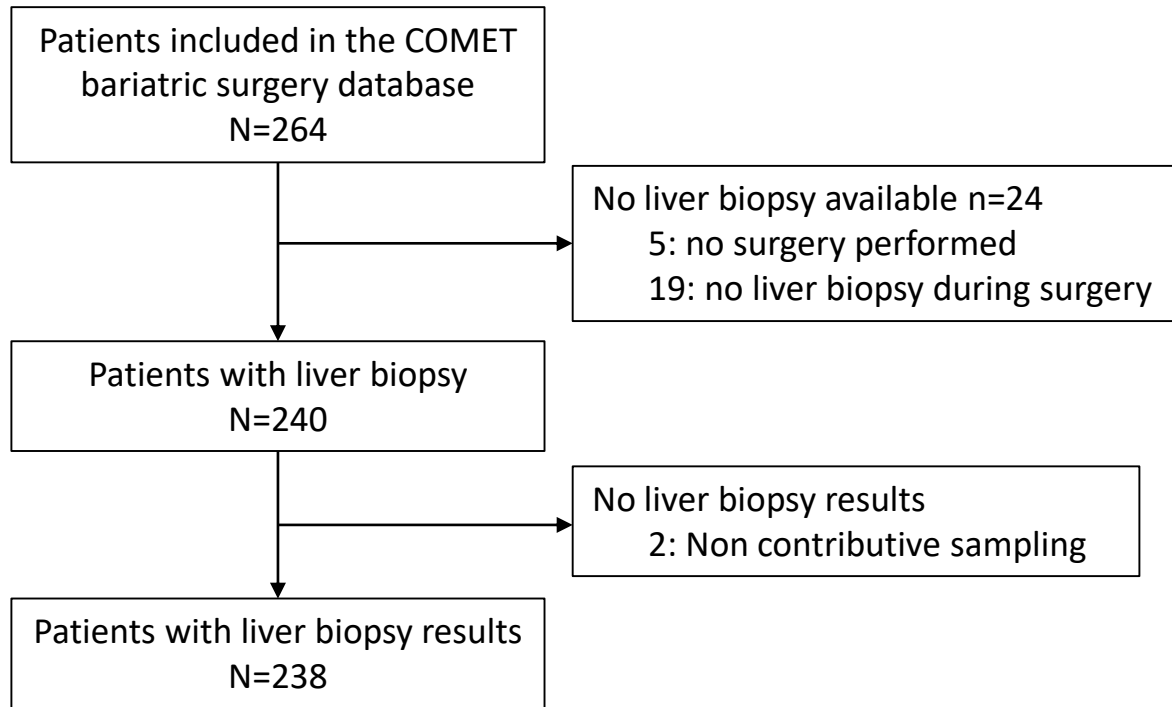 Patients included in the COMET
bariatric surgery database
N=264
No liver biopsy available n=24
5: no surgery performed
19: no liver biopsy during surgery
Patients with liver biopsy
N=240
No liver biopsy results
2: Non contributive sampling
Patients with liver biopsy results
N=238